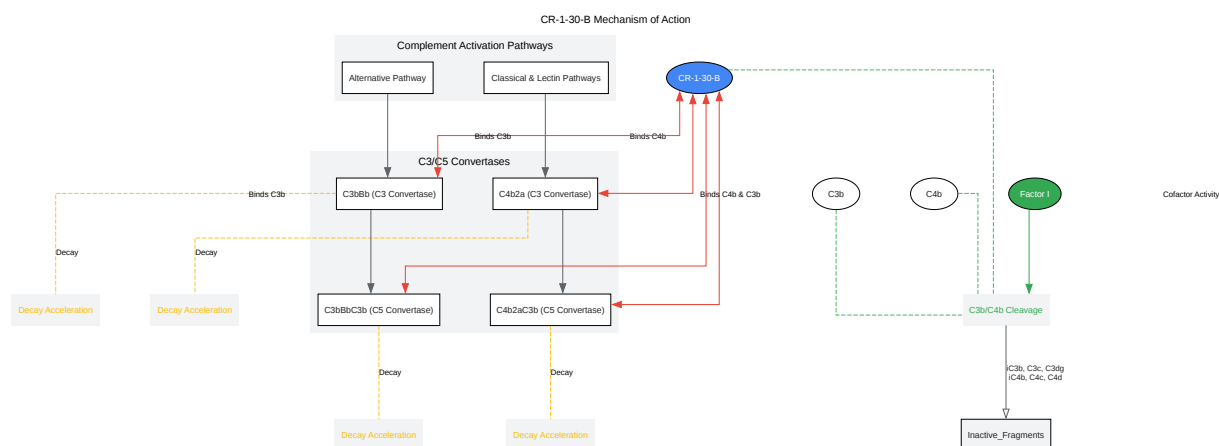 CR-1-30-B Mechanism of Action
Complement Activation Pathways
Alternative Pathway
Classical & Lectin Pathways
CR-1-30-B
Binds C3b
Binds C4b
C3/C5 Convertases
C3bBb (C3 Convertase)
C4b2a (C3 Convertase)
Binds C3b
Binds C4b & C3b
C3b
C4b
Factor I
Cofactor Activity
Decay
Decay
Decay Acceleration
Decay Acceleration
C3bBbC3b (C5 Convertase)
C4b2aC3b (C5 Convertase)
C3b/C4b Cleavage
Decay
Decay
iC3b, C3c, C3dg
iC4b, C4c, C4d
Decay Acceleration
Decay Acceleration
Inactive_Fragments